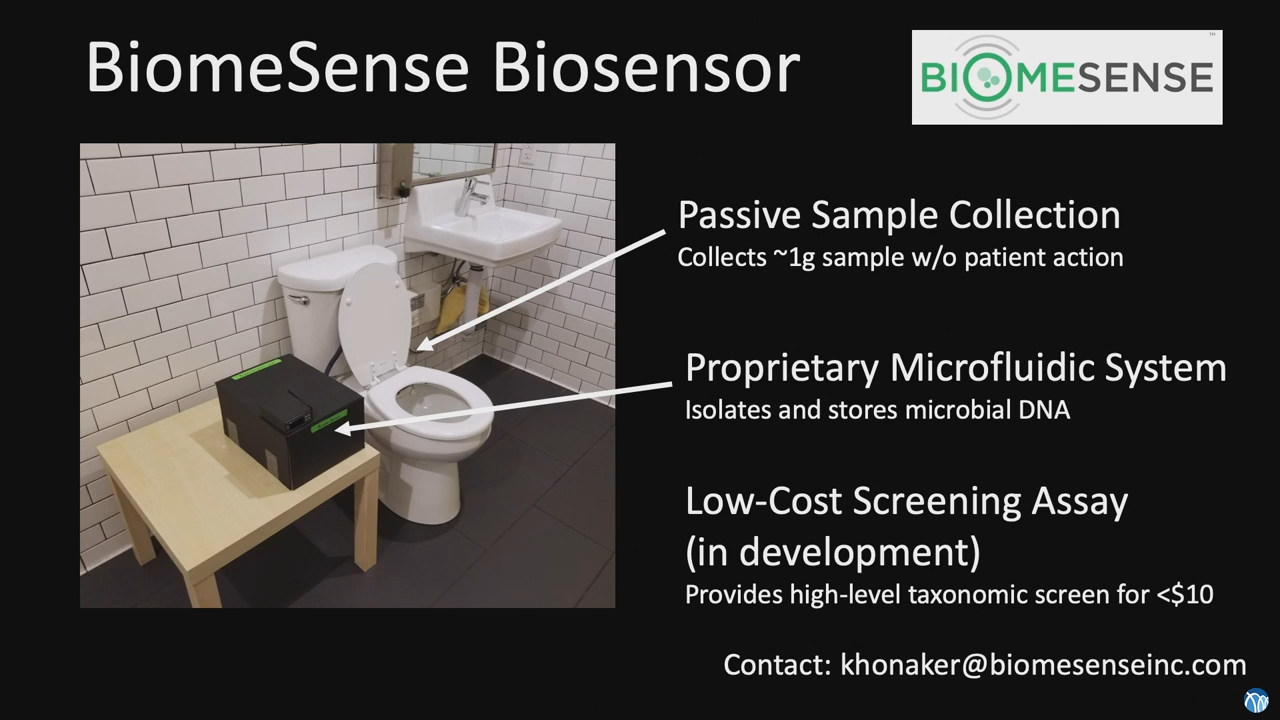 BiomeSense Biosensor
BIOMESENSE
TM
Passive Sample Collection
Collects ~1g sample w/o patient action
Proprietary Microfluidic System
Isolates and stores microbial DNA
Low-Cost Screening Assay
(in development)
Provides high-level taxonomic screen for <$10
Contact: khonaker@biomesenseinc.com